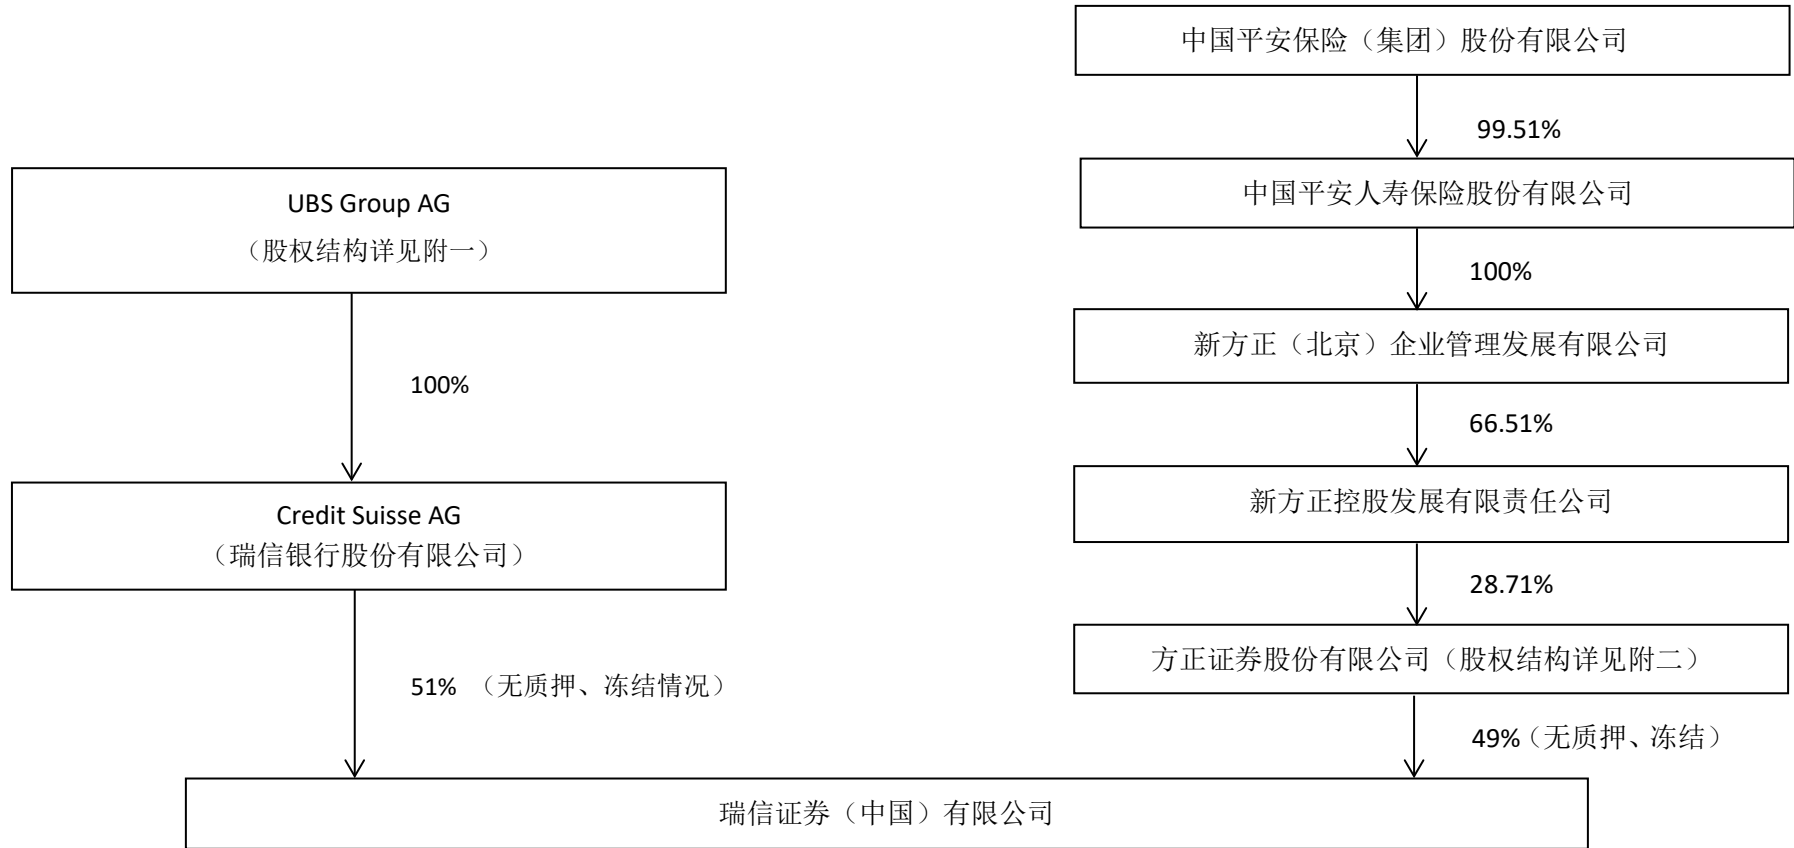 中国平安保险（集团）股份有限公司
99.51%
中国平安人寿保险股份有限公司
100%
新方正（北京）企业管理发展有限公司
66.51%
新方正控股发展有限责任公司
28.71%
方正证券股份有限公司（股权结构详见附二）
49%（无质押、冻结）
UBS Group AG
（股权结构详见附一）
100%
Credit Suisse AG
（瑞信银行股份有限公司）
51% （无质押、冻结情况）
瑞信证券（中国）有限公司